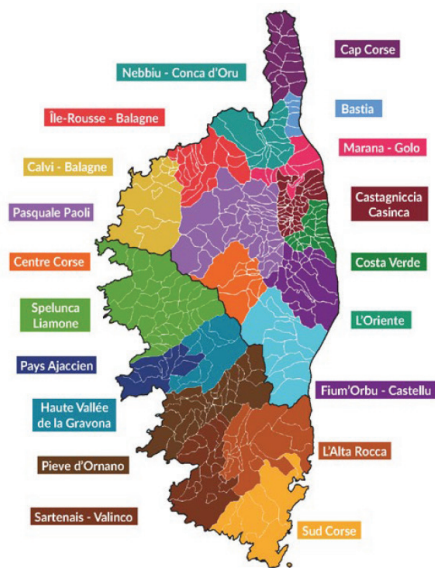 Cap Corse
Nebbiu - Conca d'Oru
Bastia
Île-Rousse - Balagne
Marana - Golo
Calvi - Balagne
Castagniccia
Casinca
Pasquale Paoli
Centre Corse
Costa Verde
Spelunca
Liamone
L'Oriente
Pays Ajaccien
Fium'Orbu - Castellu
Haute Vallée
de la Gravona
L'Alta Rocca
Pieve d'Ornano
Sartenais - Valinco
Sud Corse